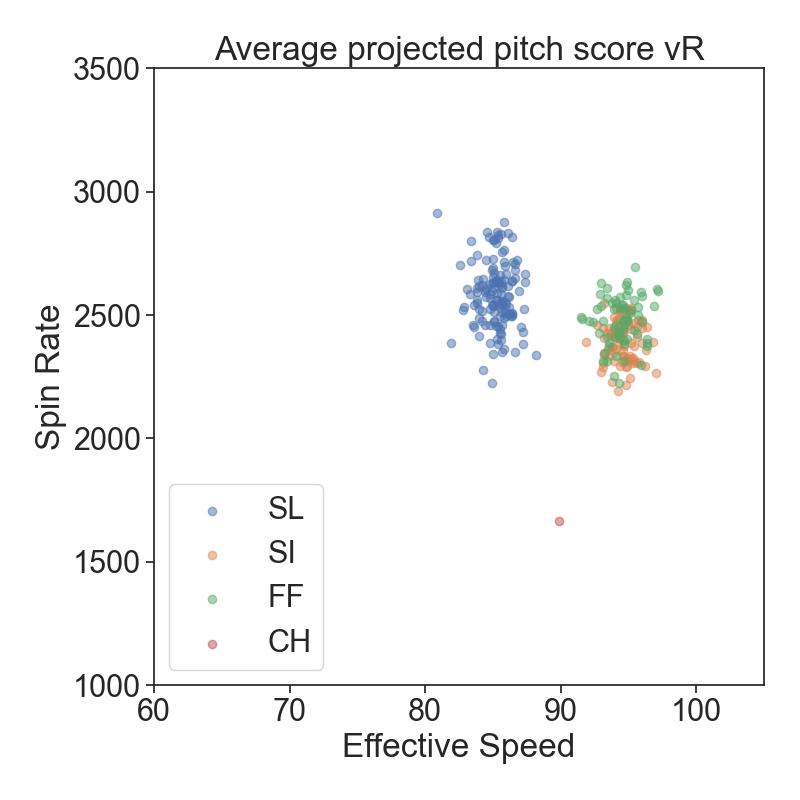 Average projected pitch score vR
3500
3000
2500
2000
1500
1000
Spin Rate
SL
SI
FF
CH
60 70 80 90 100
Effective Speed